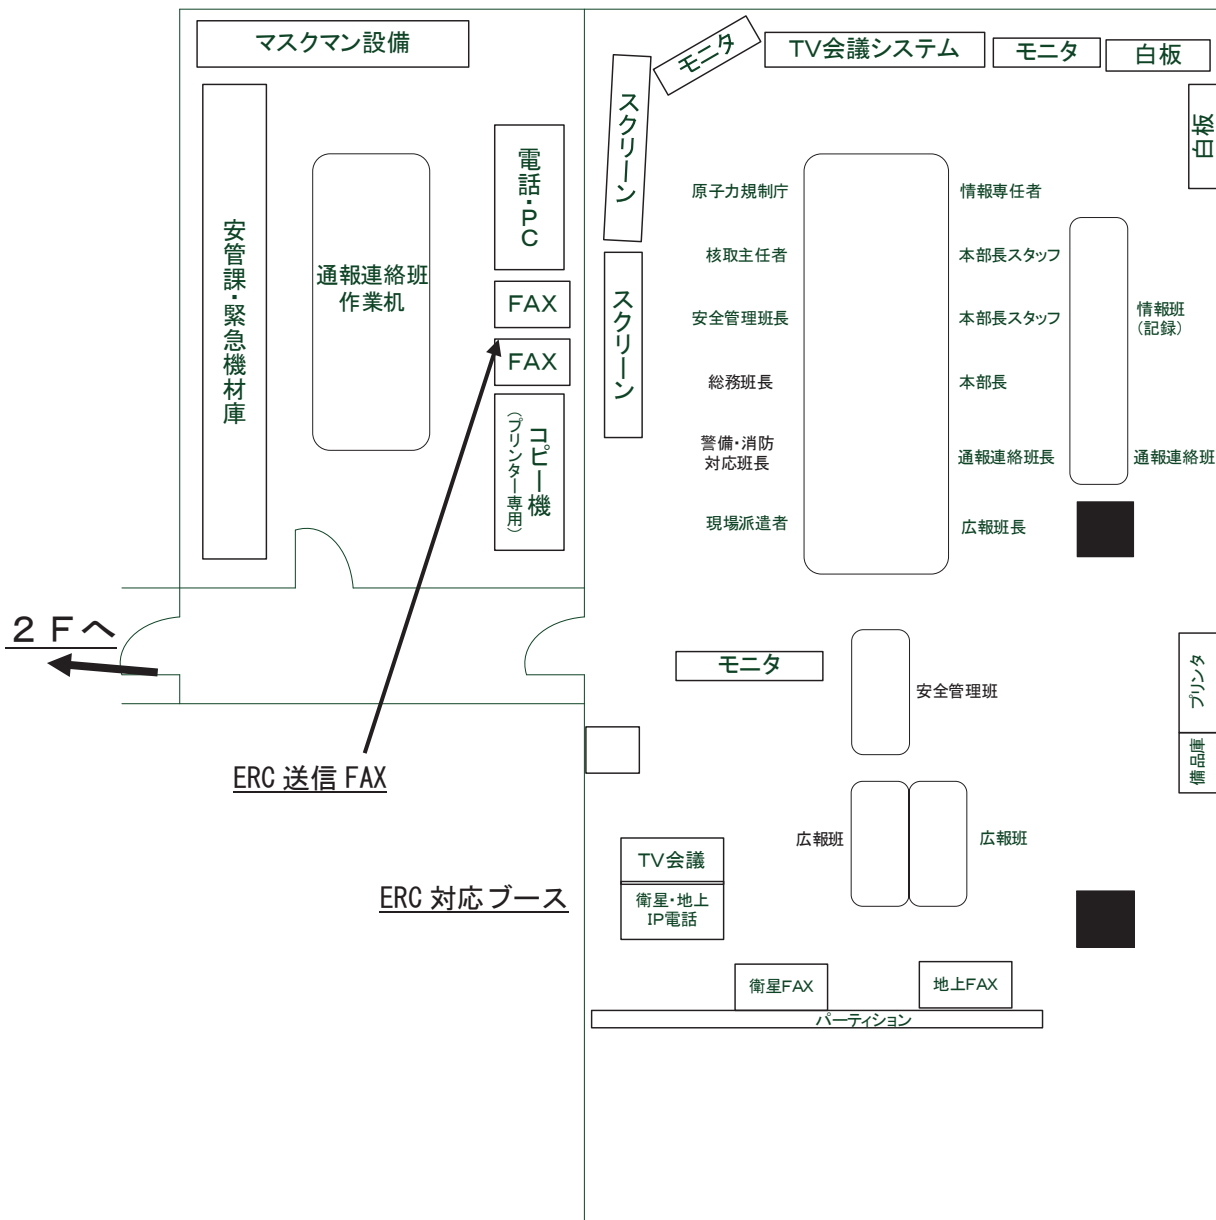 マスクマン設備
モニタ
TV会議システム
モニタ
白板
白板
スクリーン
スクリーン
安管課・緊急機材庫
通報連絡班
作業机
電話・PC
FAX
FAX
コピー機
(プリンター専用)
原子力規制庁
情報専任者
核取主任者
本部長スタッフ
安全管理班長
本部長スタッフ
情報班
(記録)
総務班長
本部長
警備・消防
対応班長
通報連絡班長
通報連絡班
現場派遣者
広報班長
2Fへ
モニタ
安全管理班
プリンタ
備品庫
ERC 送信 FAX
広報班
広報班
TV会議
衛星・地上
IP電話
ERC 対応ブース
衛星FAX
地上FAX
パーティション